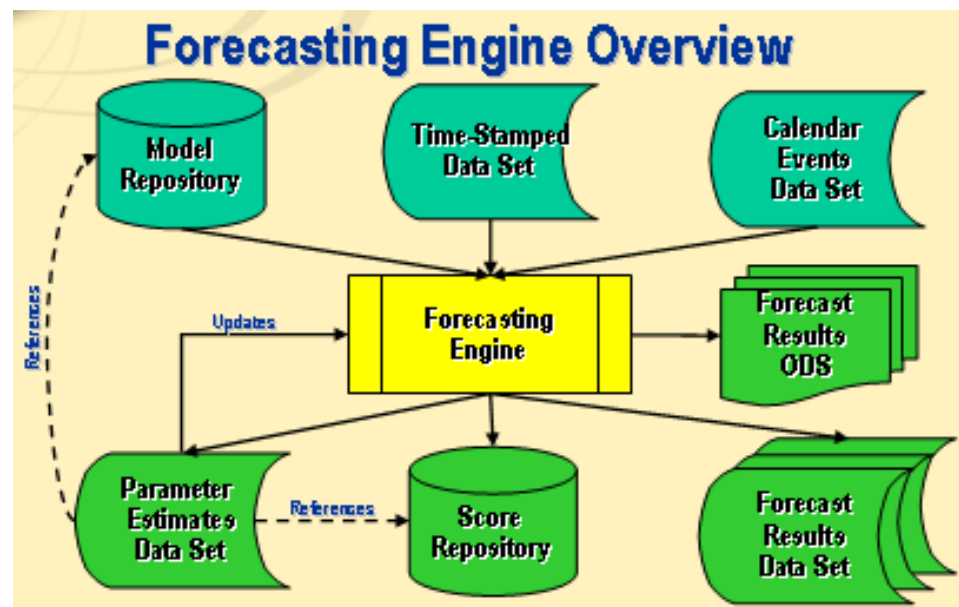 Forecasting Engine Overview
Model
Repository
Time-Stamped
Data Set
Calendar
Events
Data Set
References
Updates
Forecasting
Engine
Forecast
Results
ODS
Parameter
Estimates
Data Set
References
Score
Repository
Forecast
Results
Data Set